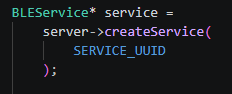 BLEService* service =
    server->createService(
        SERVICE_UUID
    );